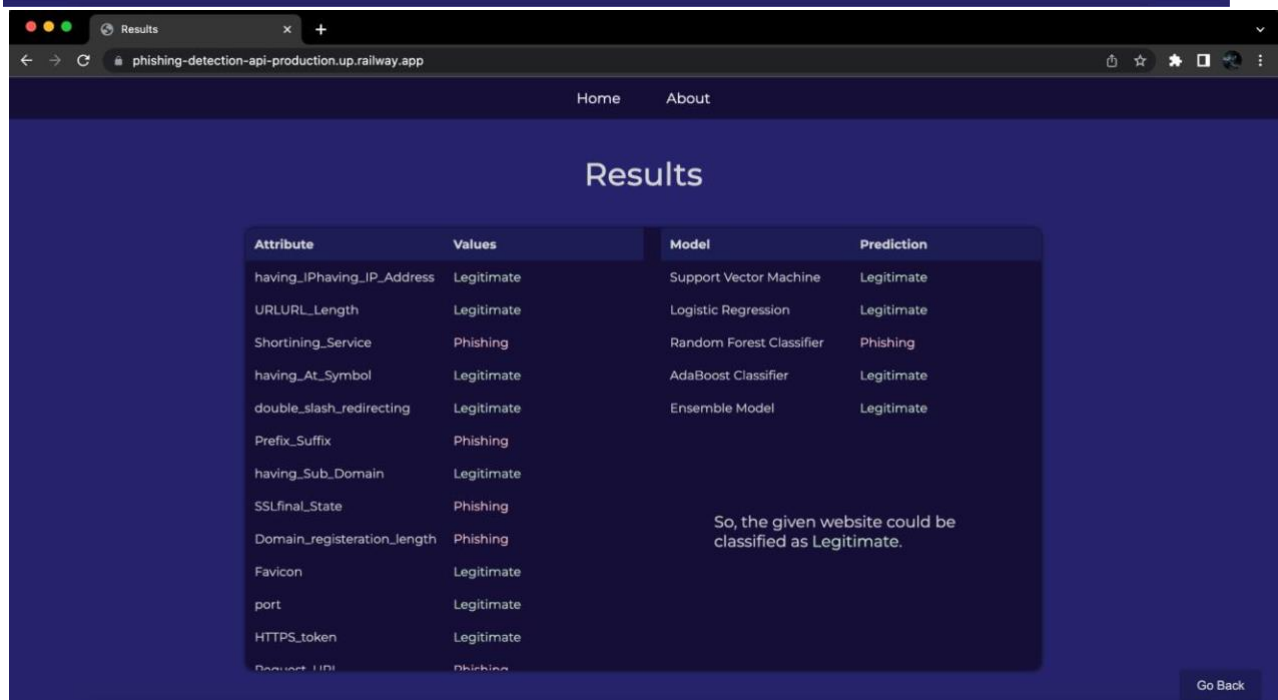 Results
phishing-detection-api-production.up.railway.app
Home About
Results
Attribute Values Model Prediction
having_IPhaving_IP_Address Legitimate Support Vector Machine Legitimate
URLURL_Length Legitimate Logistic Regression Legitimate
Shortining_Service Phishing Random Forest Classifier Phishing
having_At_Symbol Legitimate AdaBoost Classifier Legitimate
double_slash_redirecting Legitimate Ensemble Model Legitimate
Prefix_Suffix Phishing
having_Sub_Domain Legitimate
SSLfinal_State Phishing
So, the given website could be
Domain_registeration_length Phishing classified as Legitimate.
Favicon Legitimate
port Legitimate
HTTPS_token Legitimate
Request_URL Phishing
Go Back